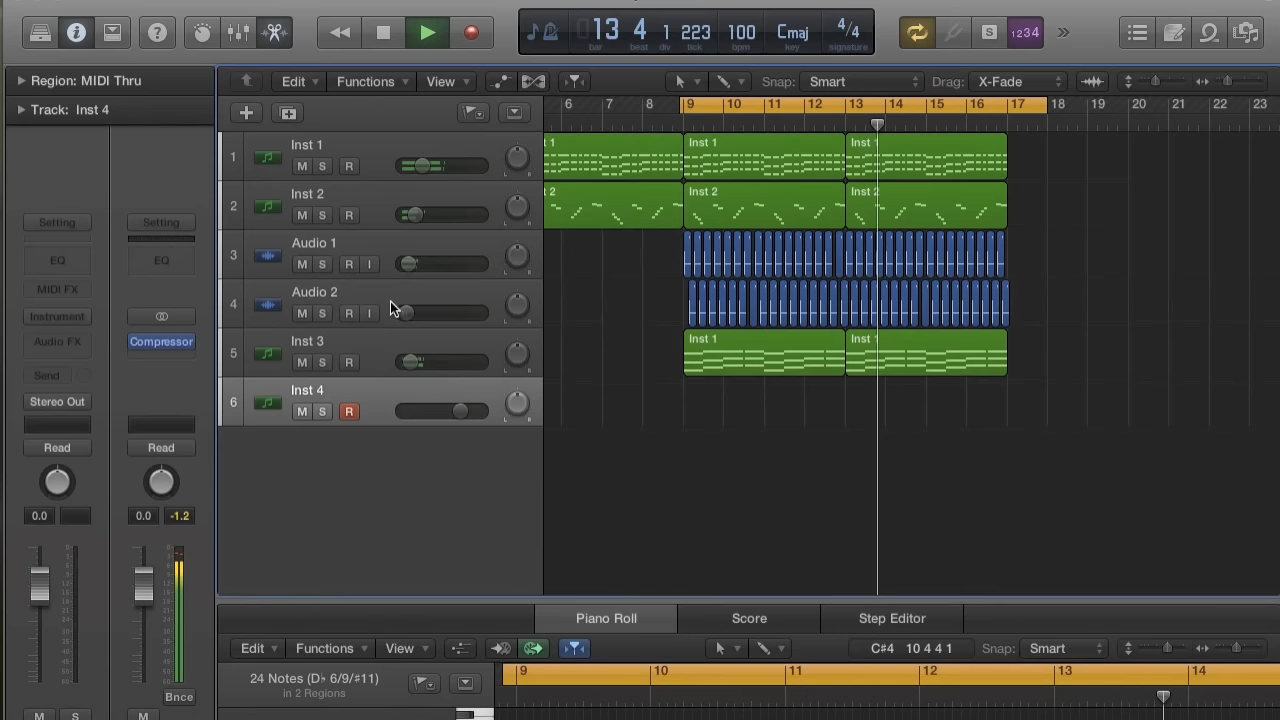 13 4 1 223 100 Cmaj 4/4
bar beat div tick bpm key signature
S 1234
Region: MIDI Thru
Track: Inst 4
Edit Functions View Snap: Smart Drag: X-Fade
6 7 8 9 10 11 12 13 14 15 16 17 18 19 20 21 22 23
1 Inst 1
M S R
t 1 Inst 1 Inst 1
2 Inst 2
M S R
t 2 Inst 2 Inst 2
3 Audio 1
M S R I
4 Audio 2
M S R I
5 Inst 3
M S R
Inst 1 Inst 1
6 Inst 4
M S R
Setting Setting
EQ EQ
MIDI FX
Instrument
Audio FX Compressor
Send
Stereo Out
Read Read
0.0 0.0 -1.2
Bnce
M S M
Piano Roll Score Step Editor
Edit Functions View C#4 10 4 4 1 Snap: Smart
24 Notes (D♭ 6/9/#11)
in 2 Regions
9 10 11 12 13 14